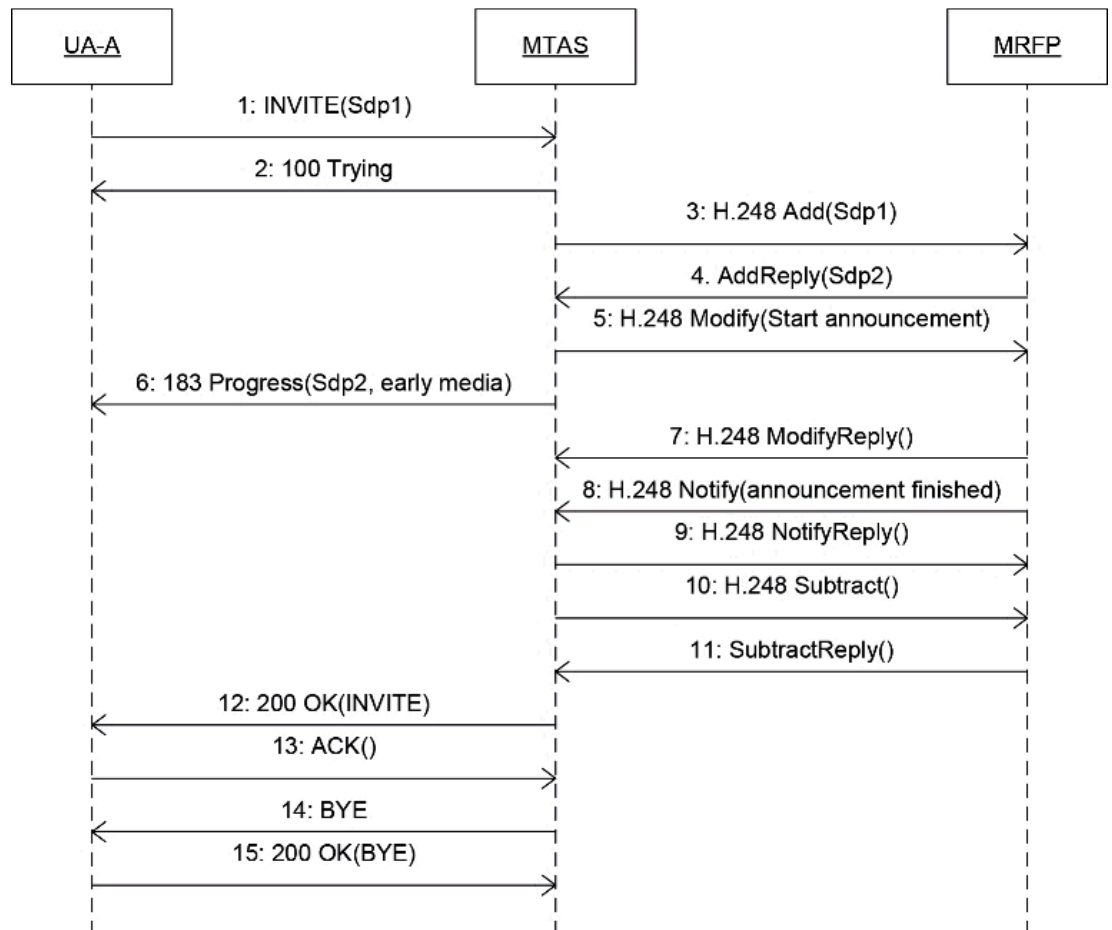 UA-A
MTAS
MRFP
1: INVITE(Sdp1)
2: 100 Trying
3: H.248 Add(Sdp1)
4. AddReply(Sdp2)
5: H.248 Modify(Start announcement)
6: 183 Progress(Sdp2, early media)
7: H.248 ModifyReply()
8: H.248 Notify(announcement finished)
9: H.248 NotifyReply()
10: H.248 Subtract()
11: SubtractReply()
12: 200 OK(INVITE)
13: ACK()
14: BYE
15: 200 OK(BYE)